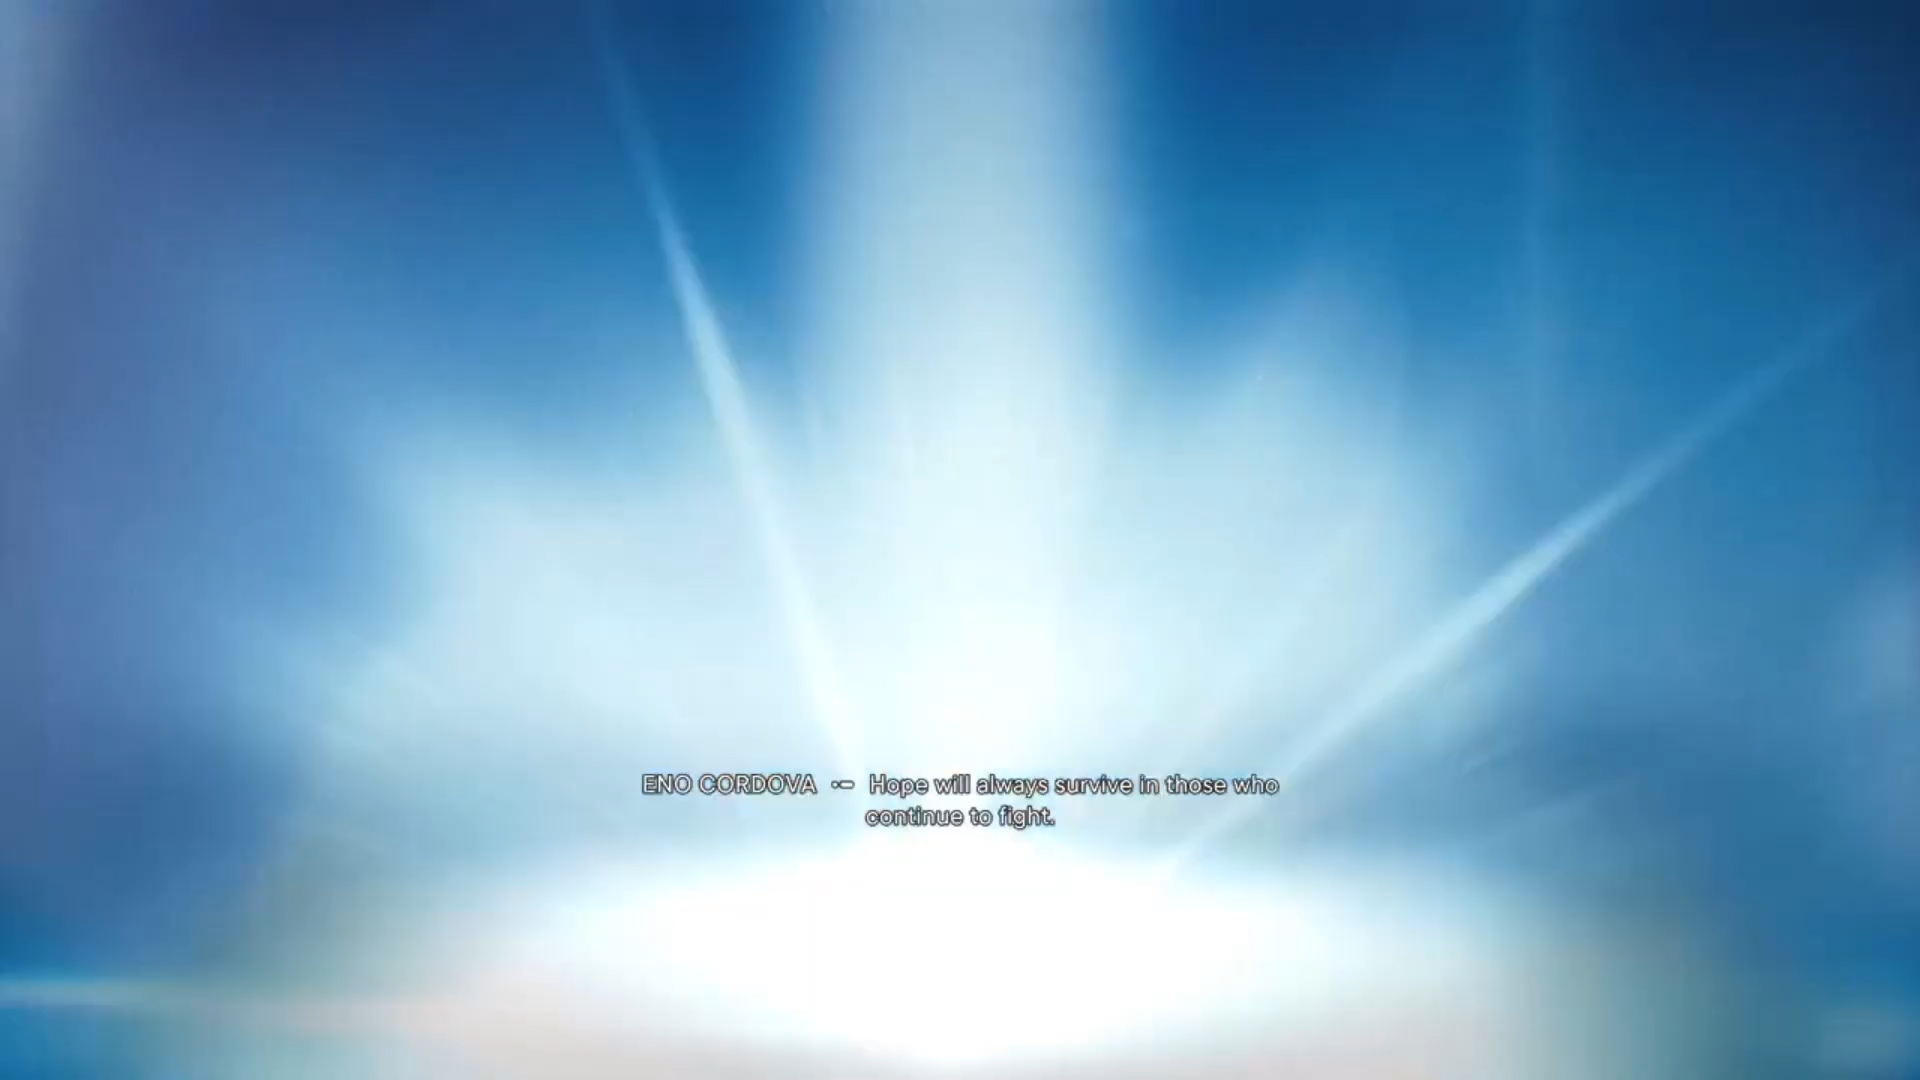 ENO CORDOVA •– Hope will always survive in those who
continue to fight.